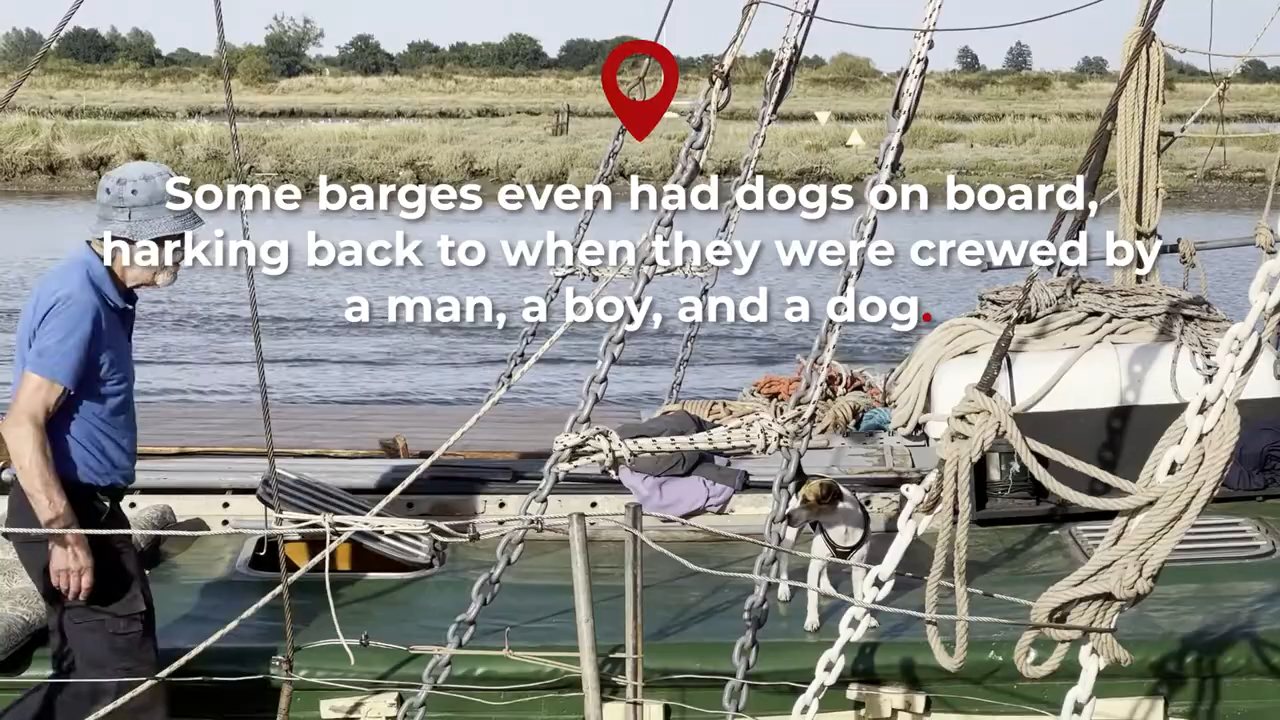 Some barges even had dogs on board,
harking back to when they were crewed by
a man, a boy, and a dog.